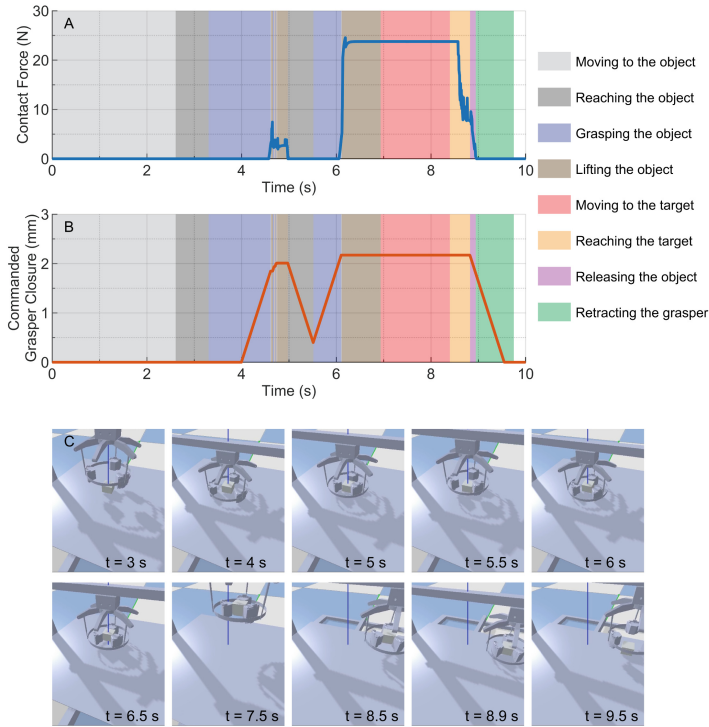 A
30
20
10
0
Contact Force (N)
0 2 4 6 8 10
Time (s)
Moving to the object
Reaching the object
Grasping the object
Lifting the object
Moving to the target
Reaching the target
Releasing the object
Retracting the grasper
B
3
2
1
0
Commanded
Grasper Closure (mm)
0 2 4 6 8 10
Time (s)
C
t = 3 s t = 4 s t = 5 s t = 5.5 s t = 6 s
t = 6.5 s t = 7.5 s t = 8.5 s t = 8.9 s t = 9.5 s